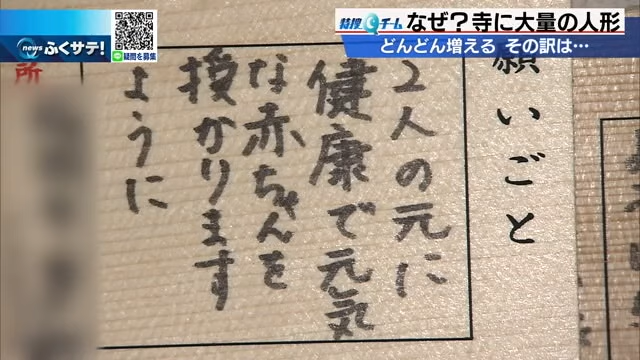 news ふくサテ!
LINE 疑問を募集
特捜Cチーム
なぜ?寺に大量の人形
どんどん増える その訳は…
願いごと
2人の元に
健康で元気
な赤ちゃんを
授かります
ように
所